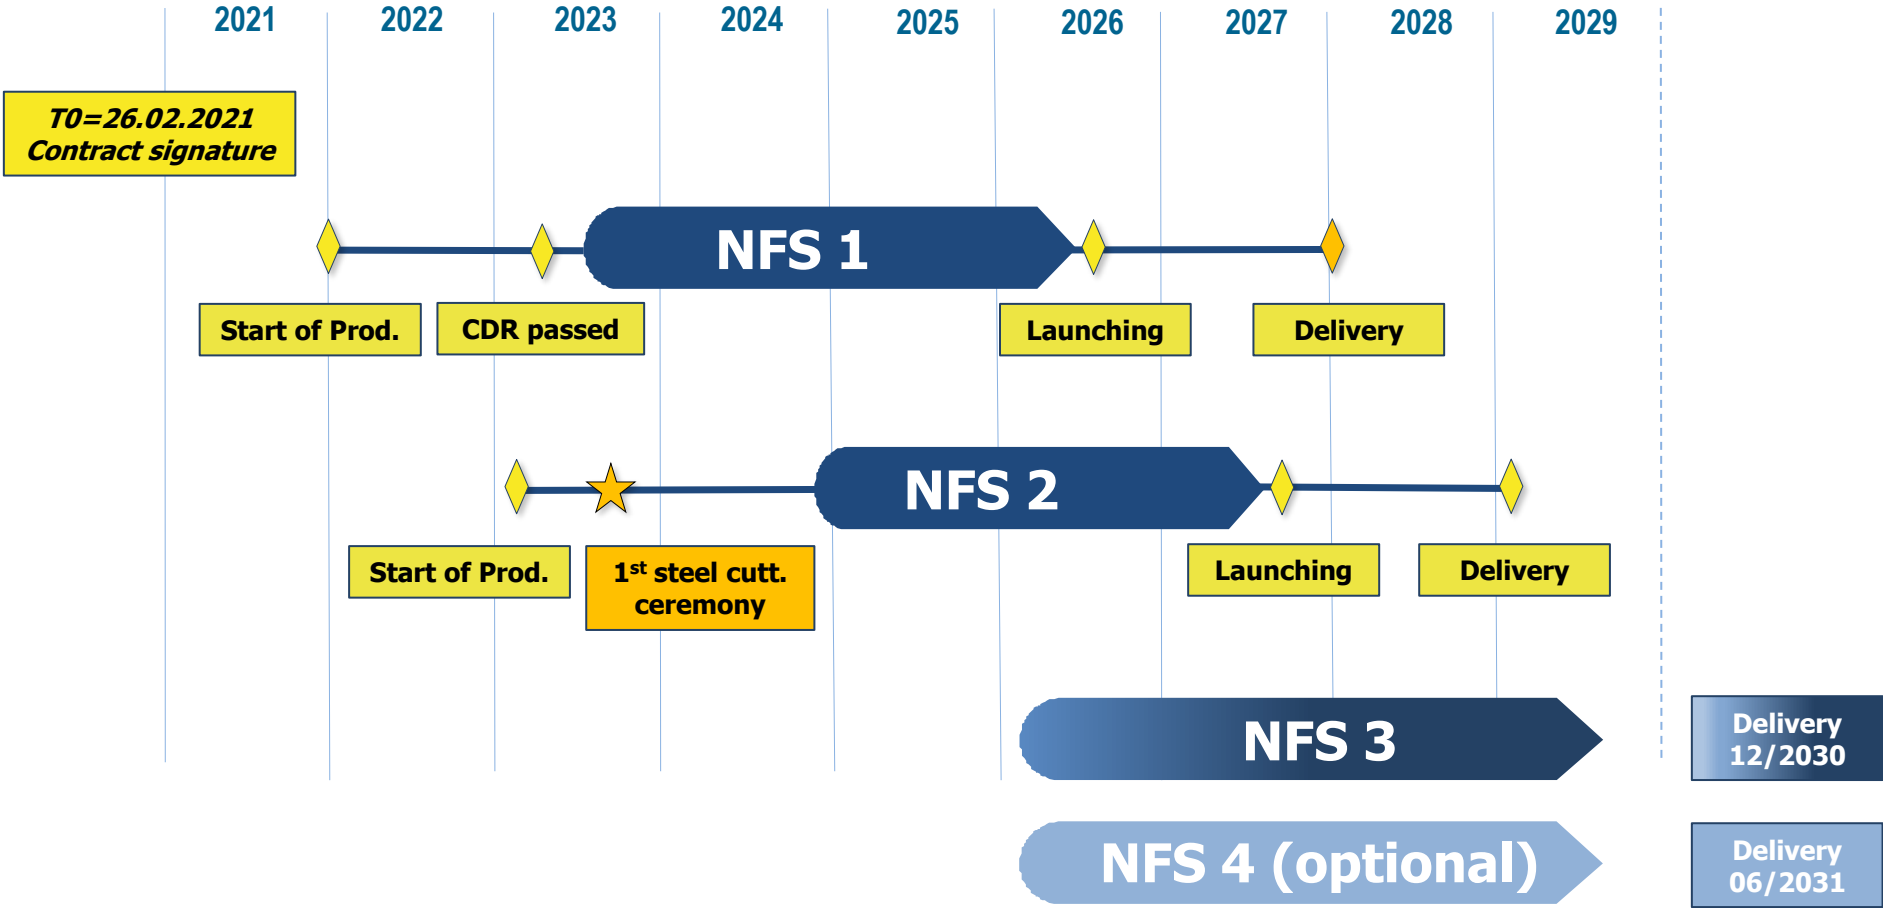 2021 2022 2023 2024 2025 2026 2027 2028 2029
T0=26.02.2021
Contract signature
NFS 1
Start of Prod. CDR passed Launching Delivery
NFS 2
Start of Prod. 1st steel cutt. Launching Delivery
ceremony
NFS 3
Delivery
12/2030
NFS 4 (optional)
Delivery
06/2031